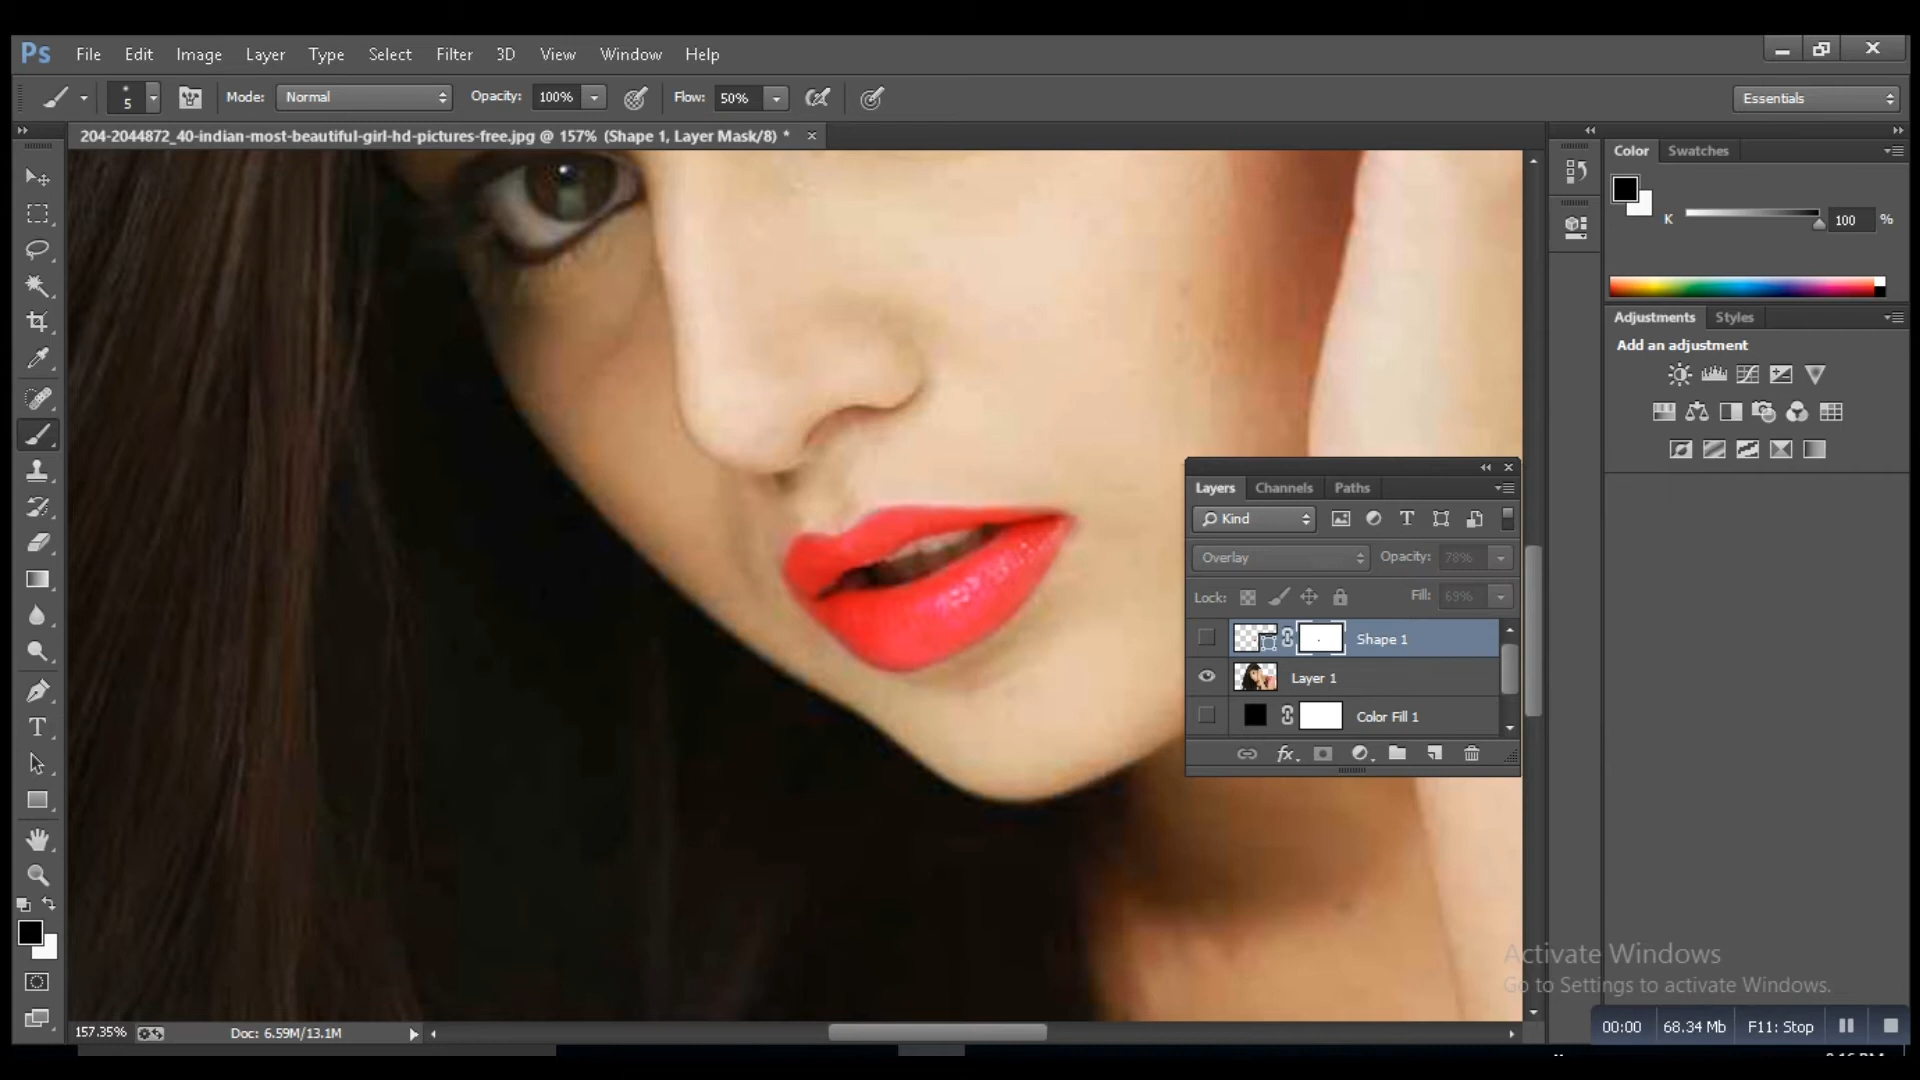 Ps File Edit Image Layer Type Select Filter 3D View Window Help
5 Mode: Normal Opacity: 100% Flow: 50% Essentials
204-2044872_40-indian-most-beautiful-girl-hd-pictures-free.jpg @ 157% (Shape 1, Layer Mask/8) *
Color Swatches
K 100 %
Adjustments Styles
Add an adjustment
Layers Channels Paths
Kind T
Overlay Opacity: 78%
Lock: Fill: 69%
Shape 1
Layer 1
Color Fill 1
fx
T
Activate Windows
Go to Settings to activate Windows.
157.35% Doc: 6.59M/13.1M
00:00 68.34 Mb F11: Stop